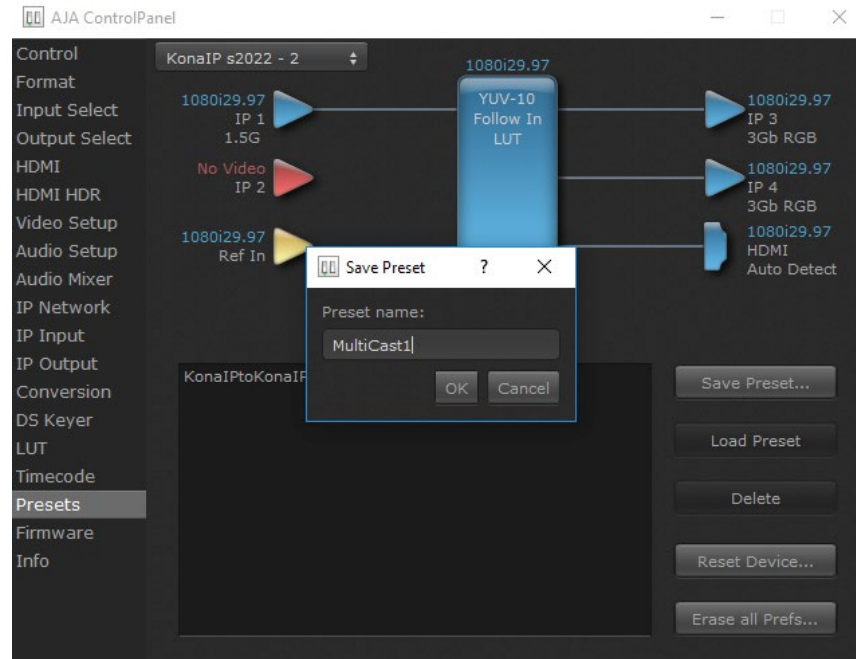 AJA ControlPanel
Control
Format
Input Select
Output Select
HDMI
HDMI HDR
Video Setup
Audio Setup
Audio Mixer
IP Network
IP Input
IP Output
Conversion
DS Keyer
LUT
Timecode
Presets
Firmware
Info
KonaIP s2022 - 2
1080i29.97
IP 1
1.5G
No Video
IP 2
1080i29.97
Ref In
1080i29.97
YUV-10
Follow In
LUT
1080i29.97
IP 3
3Gb RGB
1080i29.97
IP 4
3Gb RGB
1080i29.97
HDMI
Auto Detect
Save Preset
?
Preset name:
MultiCast1
OK
Cancel
KonaIPtoKonaIP
Save Preset...
Load Preset
Delete
Reset Device...
Erase all Prefs...